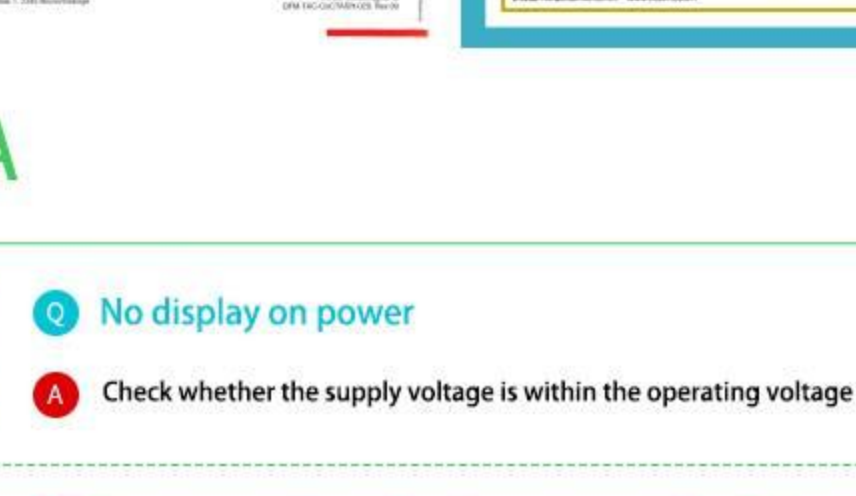 A
Q No display on power
A Check whether the supply voltage is within the operating voltage